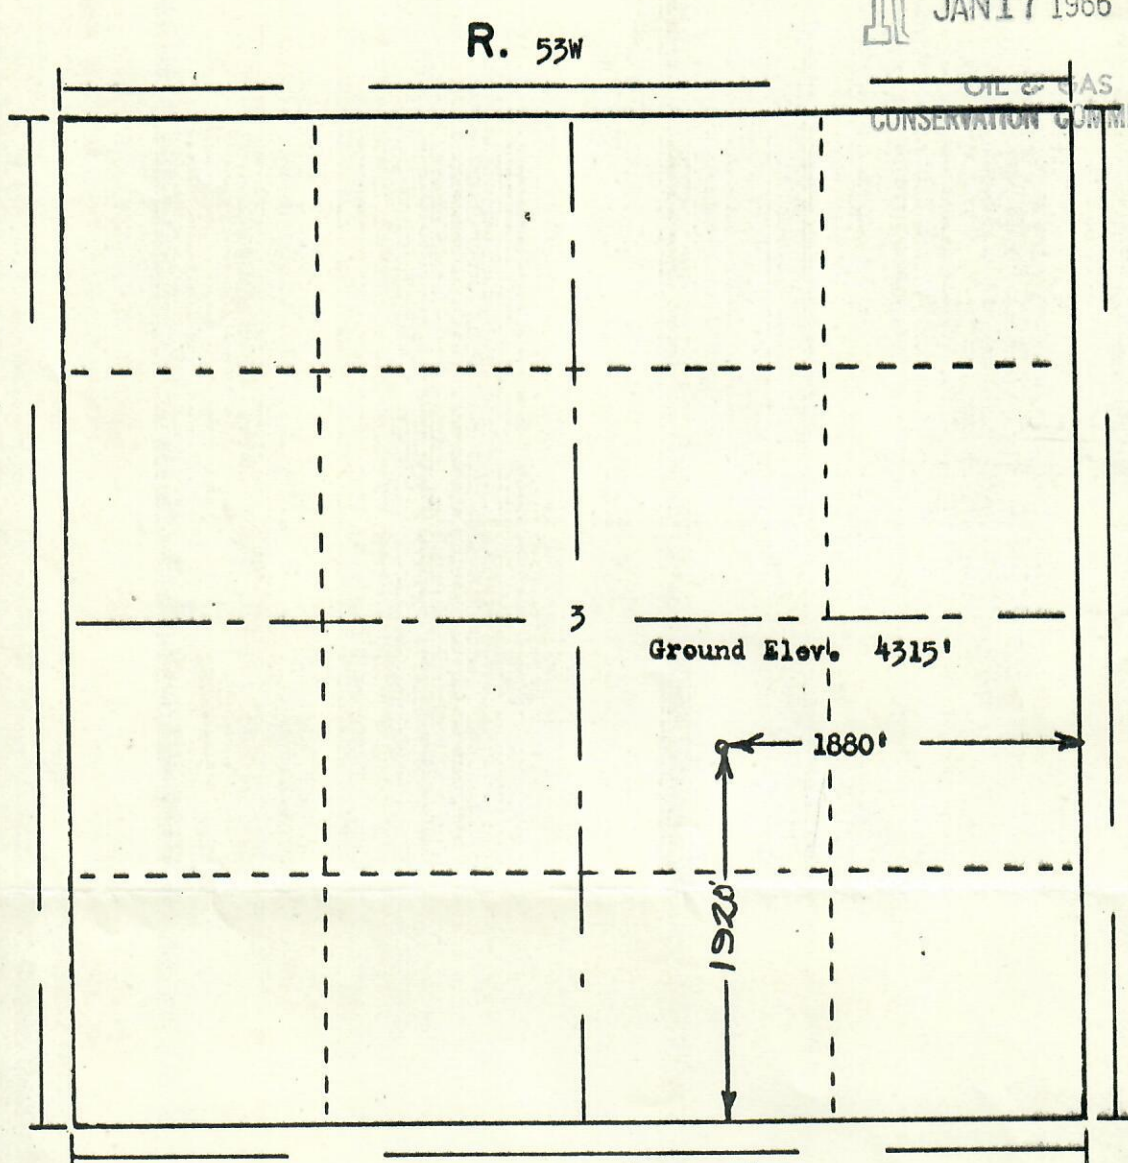 JAN 17 1966
R. 53W
OIL & GAS
CONSERVATION COMM
3
Ground Elev. 4315'
1880'
1920'